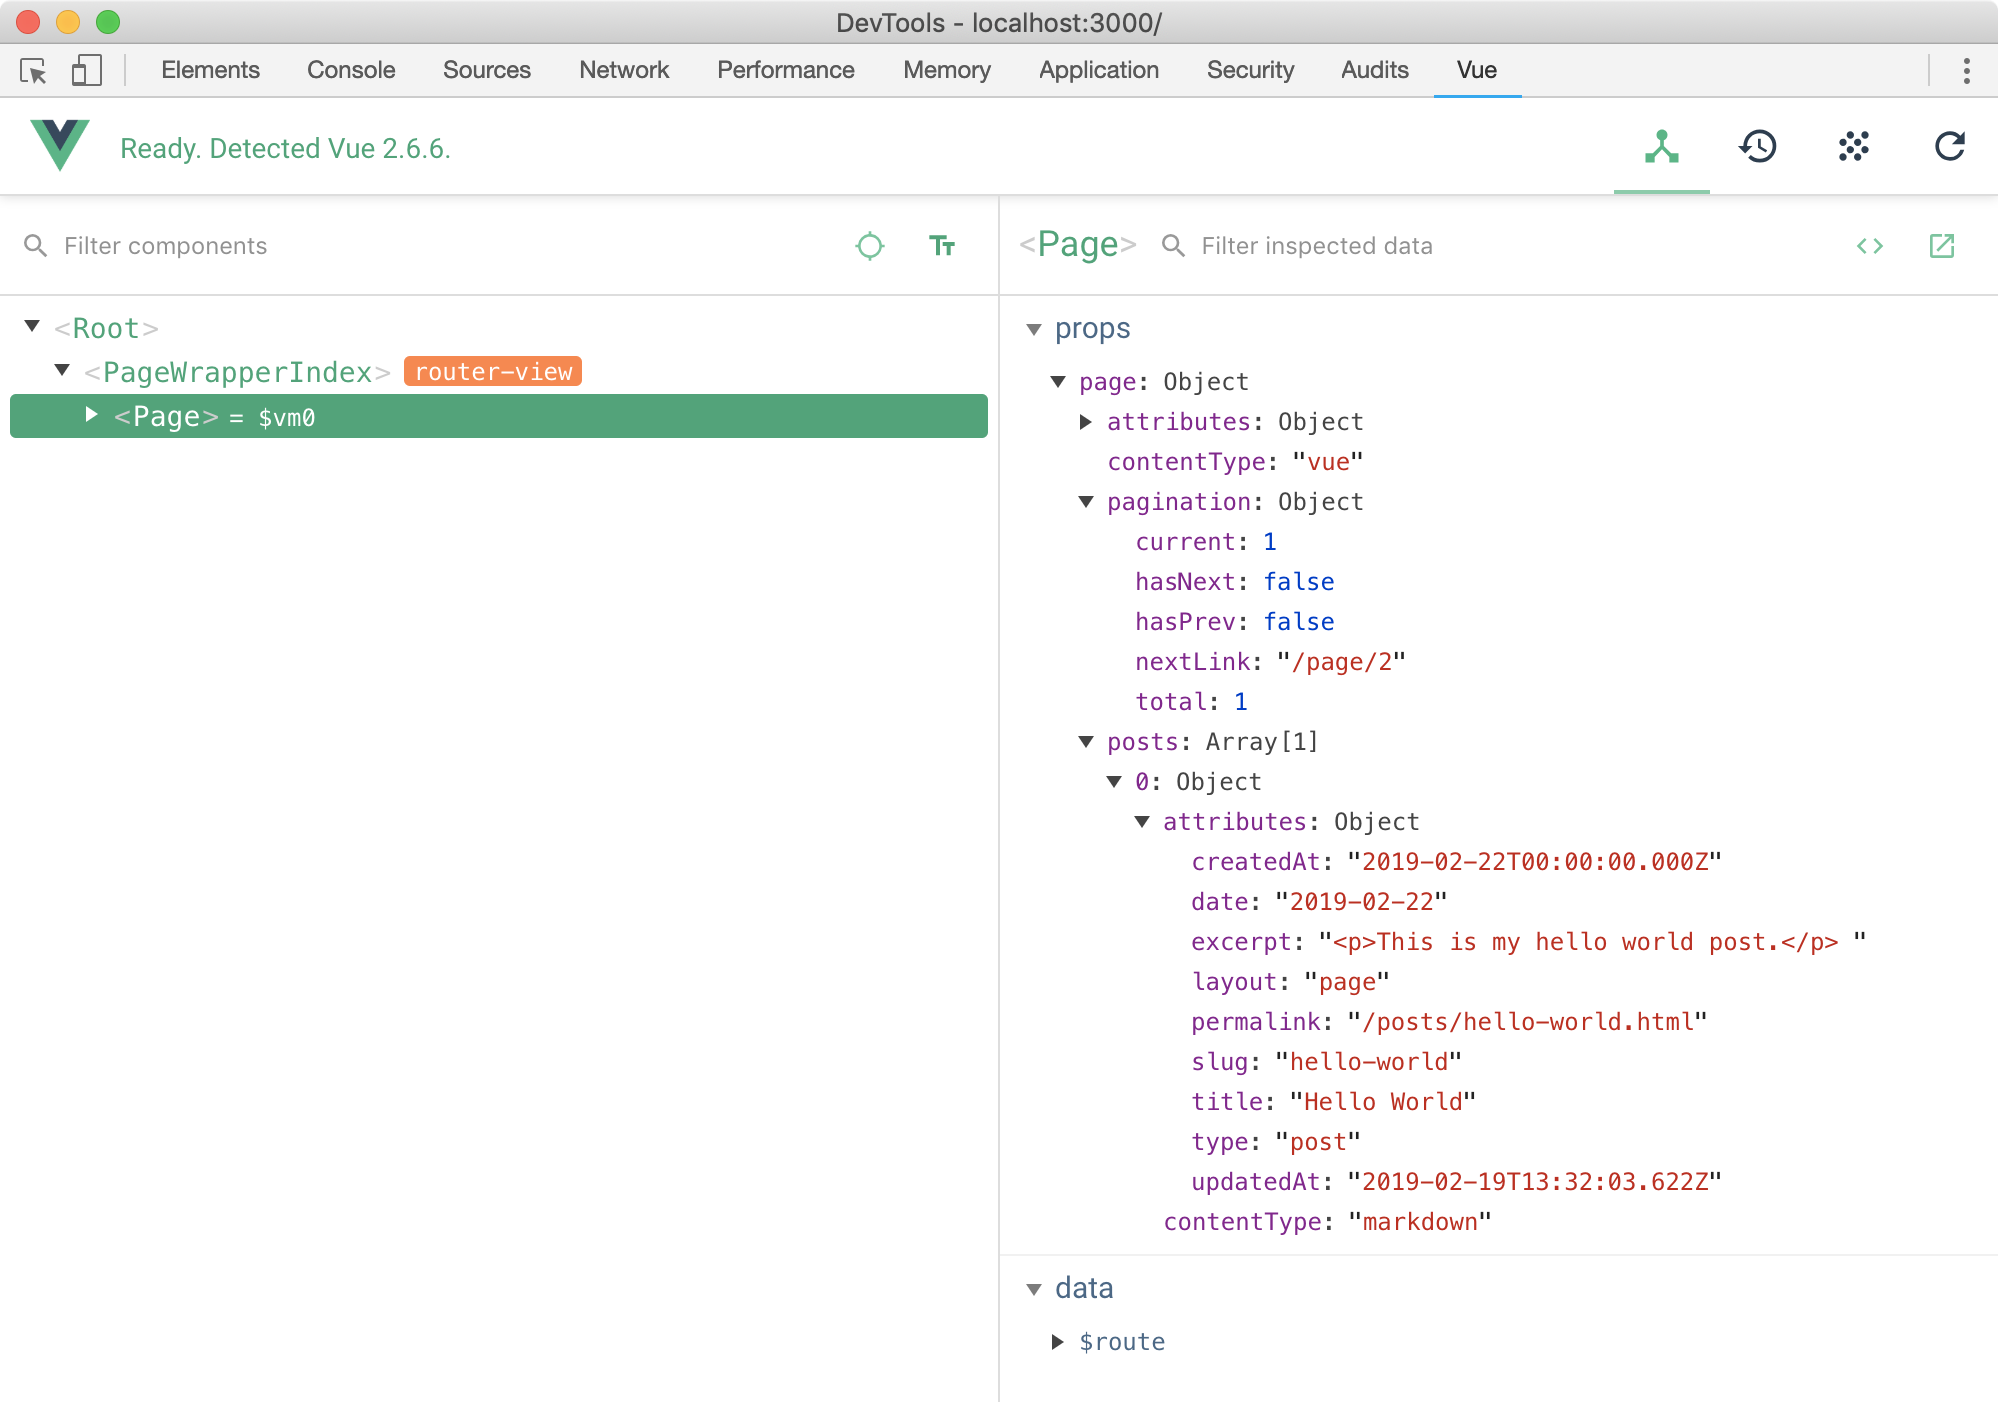 DevTools - localhost:3000/
Elements Console Sources Network Performance Memory Application Security Audits Vue
Ready. Detected Vue 2.6.6.
Filter components
<Root>
<PageWrapperIndex> router-view
<Page> = $vm0
<Page> Filter inspected data
props
page: Object
attributes: Object
contentType: "vue"
pagination: Object
current: 1
hasNext: false
hasPrev: false
nextLink: "/page/2"
total: 1
posts: Array[1]
0: Object
attributes: Object
createdAt: "2019-02-22T00:00:00.000Z"
date: "2019-02-22"
excerpt: "<p>This is my hello world post.</p> "
layout: "page"
permalink: "/posts/hello-world.html"
slug: "hello-world"
title: "Hello World"
type: "post"
updatedAt: "2019-02-19T13:32:03.622Z"
contentType: "markdown"
data
$route